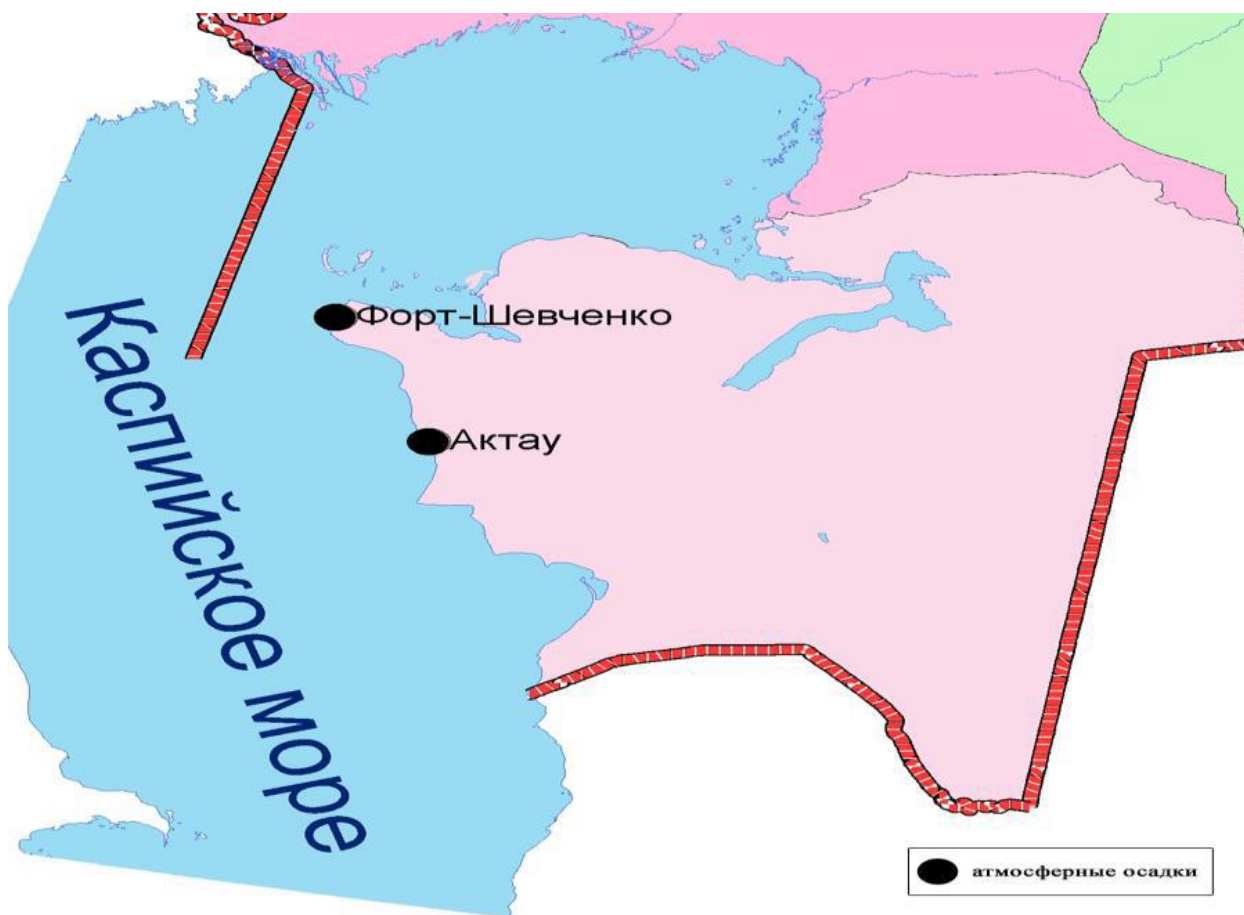 Форт-Шевченко
Актау
Каспийское море
атмосферные осадки